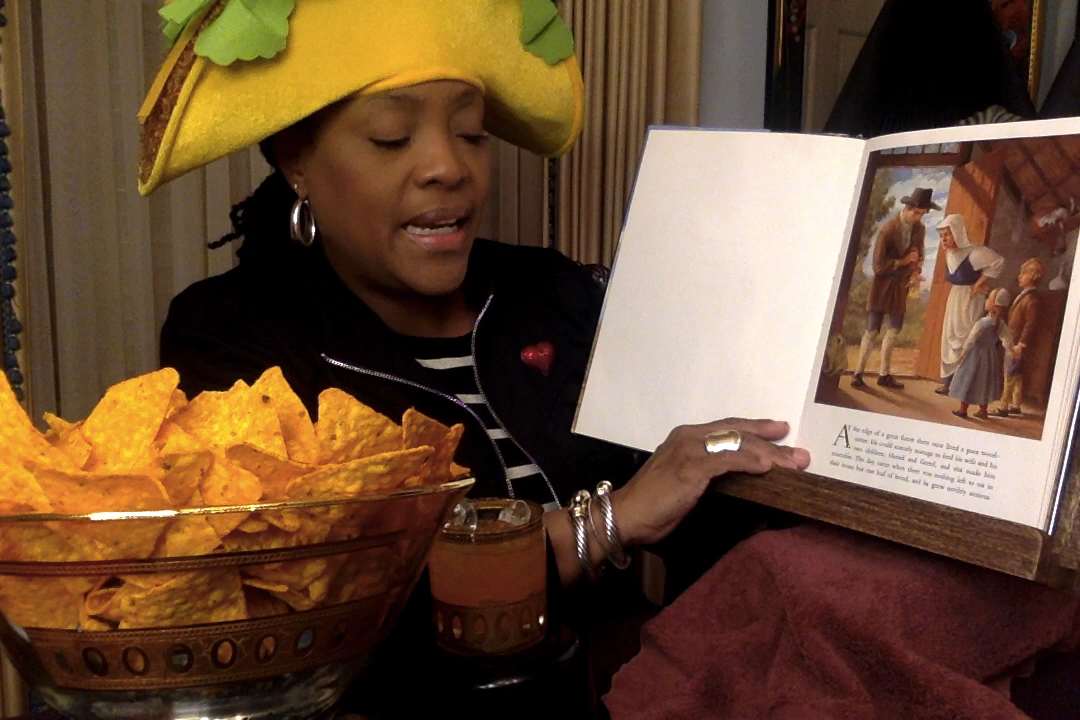 At the edge of a great forest there once lived a poor wood-
cutter. He could scarcely manage to feed his wife and his
two children, Hansel and Gretel, and this made him
miserable. The day came when there was nothing left to eat in
their house but one half of bread, and he grew terribly anxious.